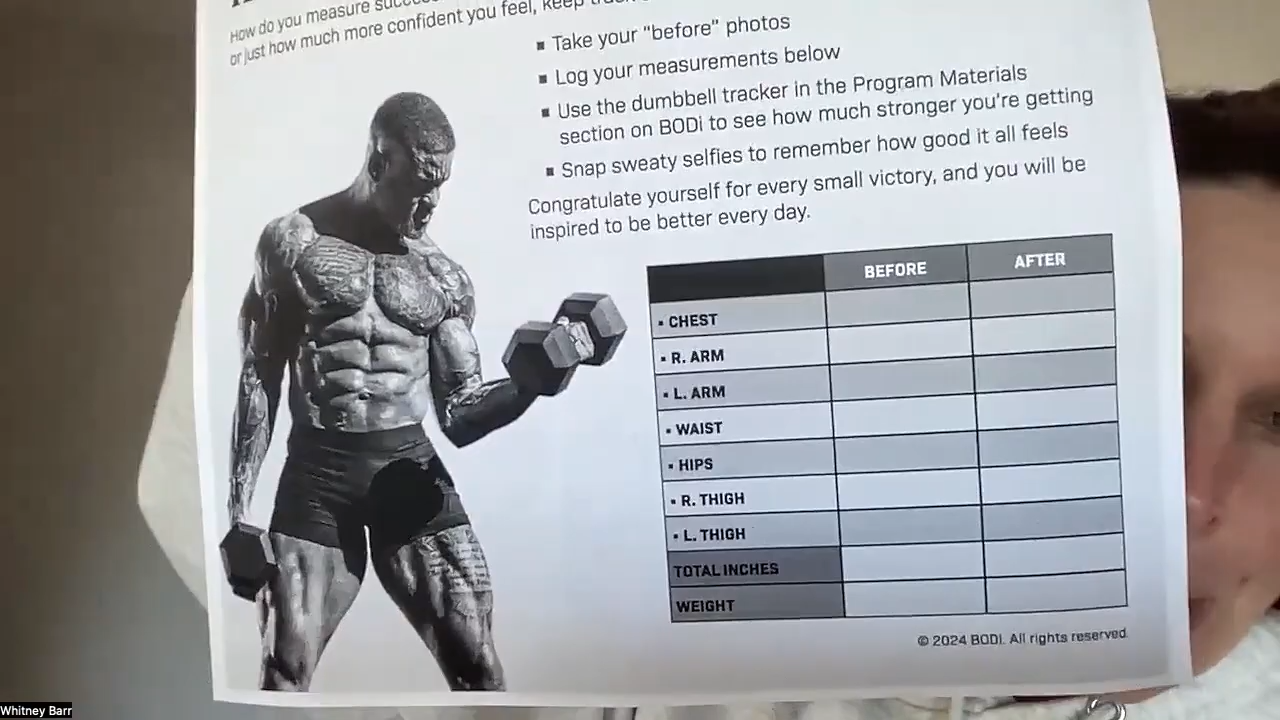 How do you measure
or just how much more confident you feel, keep
▪ Take your "before" photos
▪ Log your measurements below
▪ Use the dumbbell tracker in the Program Materials
section on BODi to see how much stronger you're getting
▪ Snap sweaty selfies to remember how good it all feels
Congratulate yourself for every small victory, and you will be
inspired to be better every day.
BEFORE AFTER
▪ CHEST
▪ R. ARM
▪ L. ARM
▪ WAIST
▪ HIPS
▪ R. THIGH
▪ L. THIGH
TOTAL INCHES
WEIGHT
© 2024 BODi. All rights reserved.
Whitney Barr